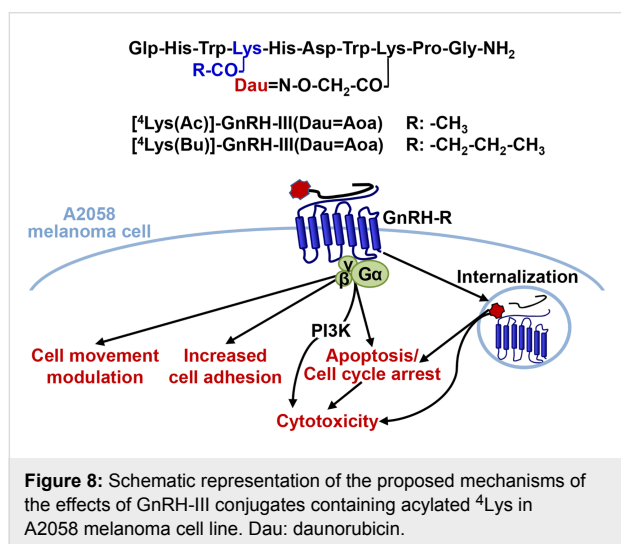 Glp-His-Trp-Lys-His-Asp-Trp-Lys-Pro-Gly-NH₂
R-CO
Dau=N-O-CH₂-CO
[⁴Lys(Ac)]-GnRH-III(Dau=Aoa) R: -CH₃
[⁴Lys(Bu)]-GnRH-III(Dau=Aoa) R: -CH₂-CH₂-CH₃
A2058
melanoma cell
GnRH-R
γ
β
Gα
Internalization
PI3K
Cell movement
modulation
Increased
cell adhesion
Apoptosis/
Cell cycle arrest
Cytotoxicity
Figure 8: Schematic representation of the proposed mechanisms of
the effects of GnRH-III conjugates containing acylated ⁴Lys in
A2058 melanoma cell line. Dau: daunorubicin.